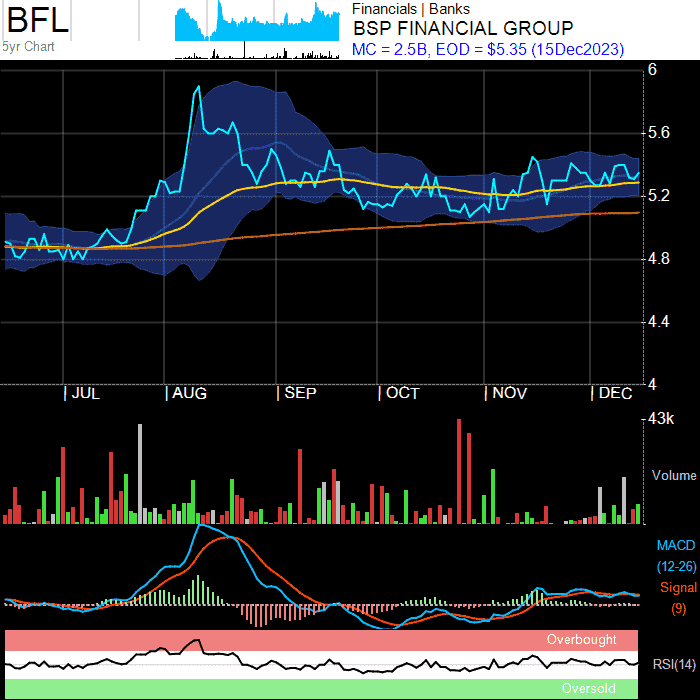 BFL
5yr Chart
Financials | Banks
BSP FINANCIAL GROUP
MC = 2.5B, EOD = $5.35 (15Dec2023)
6
5.6
5.2
4.8
4.4
4
| JUL | AUG | SEP | OCT | NOV | DEC
43k
Volume
MACD
(12-26)
Signal
(9)
Overbought
RSI(14)
Oversold